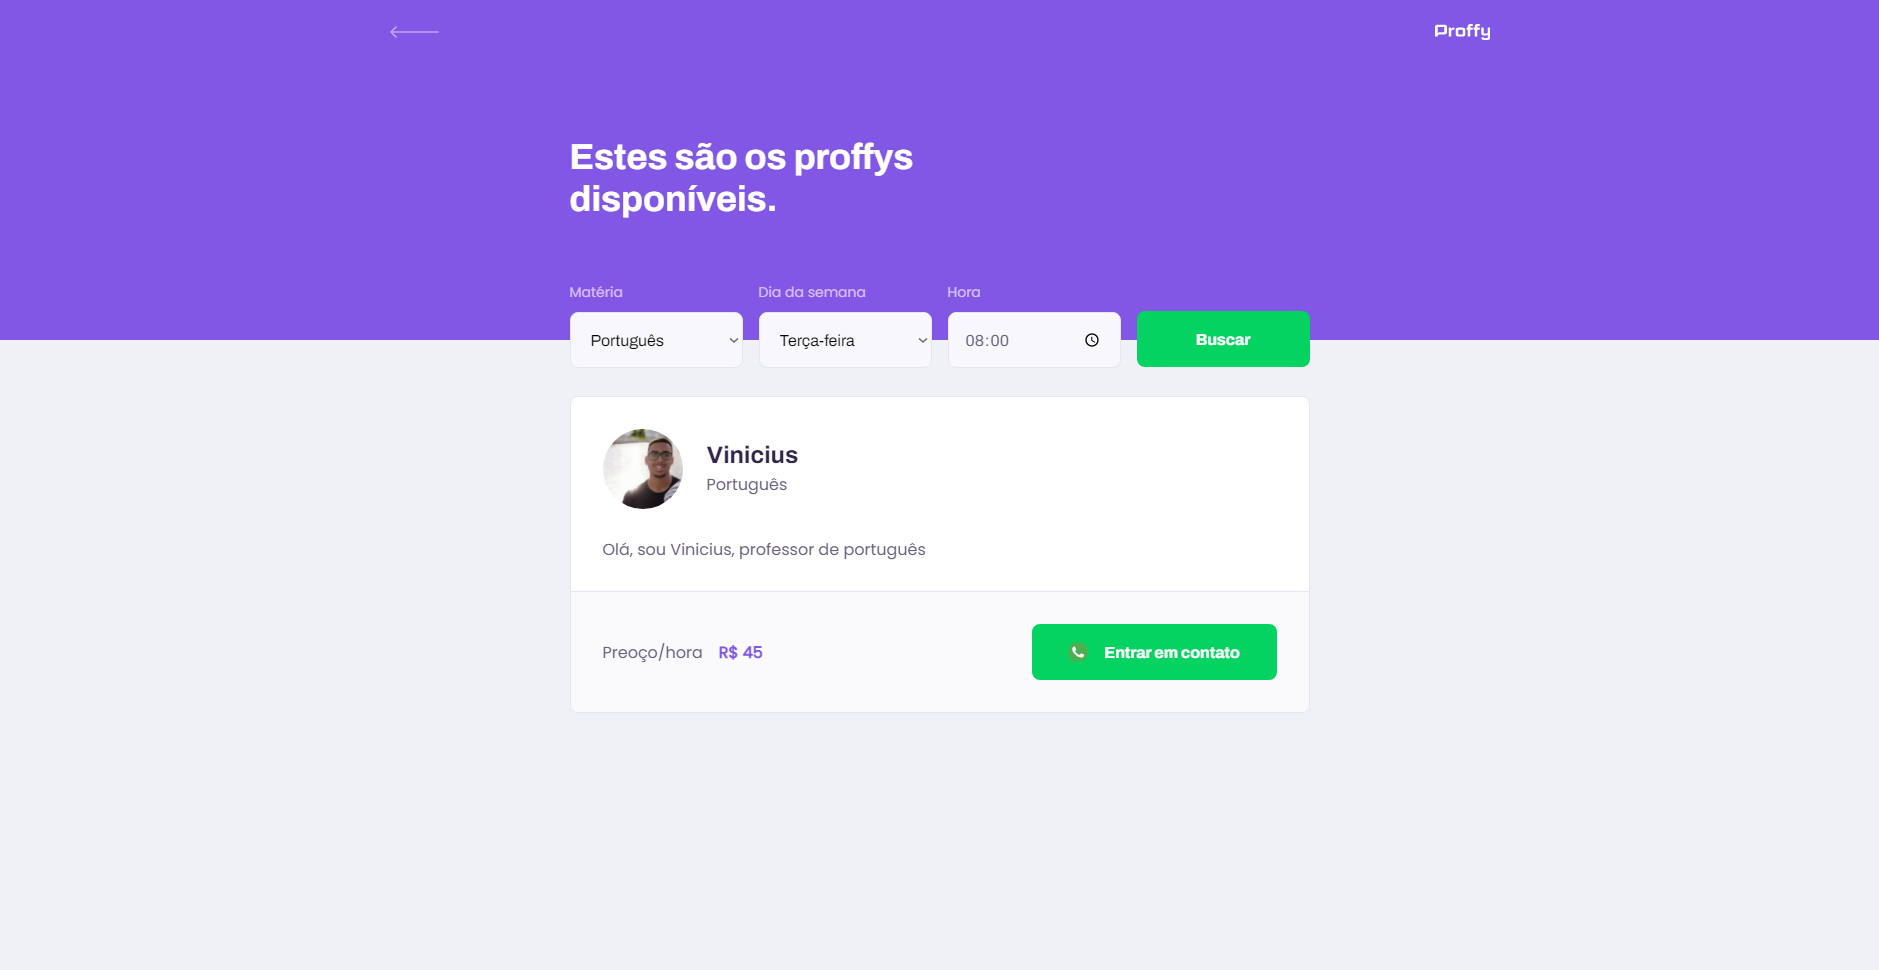 Proffy
Estes são os proffys
disponíveis.
Matéria
Dia da semana
Hora
Português
Terça-feira
08:00
Buscar
Vinicius
Português
Olá, sou Vinicius, professor de português
Preoço/hora R$ 45
Entrar em contato